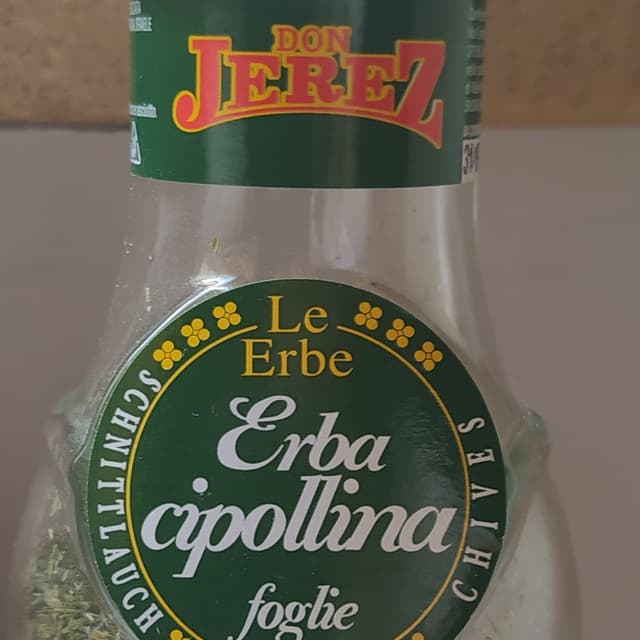 DON
JEREZ
Le
Erbe
Erba
cipollina
foglie
SCHNITTLAUCH
CHIVES